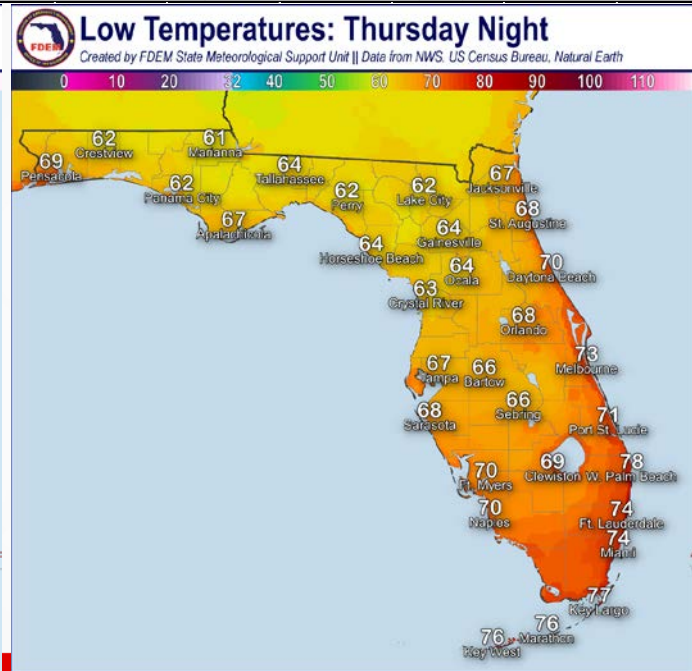 FDEM
Low Temperatures: Thursday Night
Created by FDEM State Meteorological Support Unit || Data from NWS, US Census Bureau, Natural Earth
0 10 20 32 40 50 60 70 80 90 100 110
62
Crestview
61
Marianna
69
Pensacola
64
Tallahassee
67
Jacksonville
62
Panama City
62
Perry
62
Lake City
68
St. Augustine
67
Apalachicola
64
Gainesville
64
Horseshoe Beach
64
Ocala
70
Daytona Beach
63
Crystal River
68
Orlando
73
Melbourne
67
Tampa
66
Bartow
66
Sebring
68
Sarasota
71
Port St. Lucie
70
Ft. Myers
69
Clewiston
78
W. Palm Beach
70
Naples
74
Ft. Lauderdale
74
Miami
77
Key Largo
76
Marathon
76
Key West